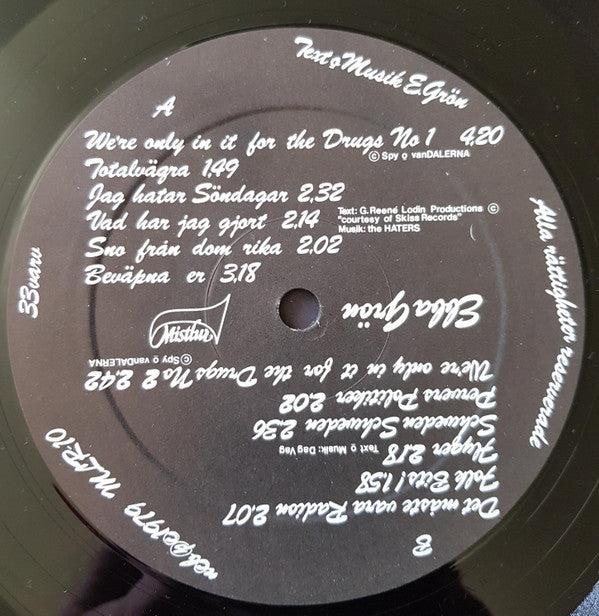 Text o Musik E. Grön
A
We're only in it for the Drugs No 1 4.20
© Spy o vanDALERNA
Totalvägra 1.49
Jag hatar Söndagar 2.32
Text: G. Reené Lodin Productions ©
"courtesy of Skiss Records"
Musik: the HATERS
Vad har jag gjort 2.14
Sno från dom rika 2.02
Beväpna er 3.18
Mistlur
Ebba Grön
33varv
Alla rättigheter reserverade
B
Det måste vara Radion 2.07
Folk Bits! 1.58
Flyger 2.18
Text o Musik: Dag Vag
Schweden Schweden 2.36
Pervers Politiker 2.02
We're only in it for the Drugs No 2 2.42
© Spy o vanDALERNA
1979 MLR:10